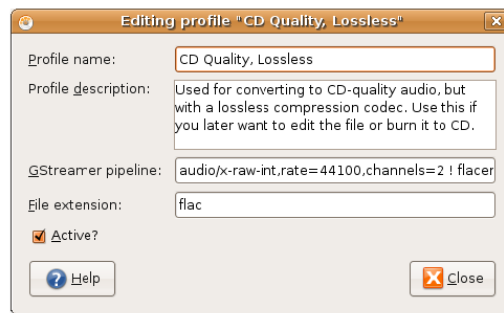 Editing profile "CD Quality, Lossless"
Profile name: CD Quality, Lossless
Profile description: Used for converting to CD-quality audio, but
with a lossless compression codec. Use this if
you later want to edit the file or burn it to CD.
GStreamer pipeline: audio/x-raw-int,rate=44100,channels=2 ! flacer
File extension: flac
Active?
Help Close